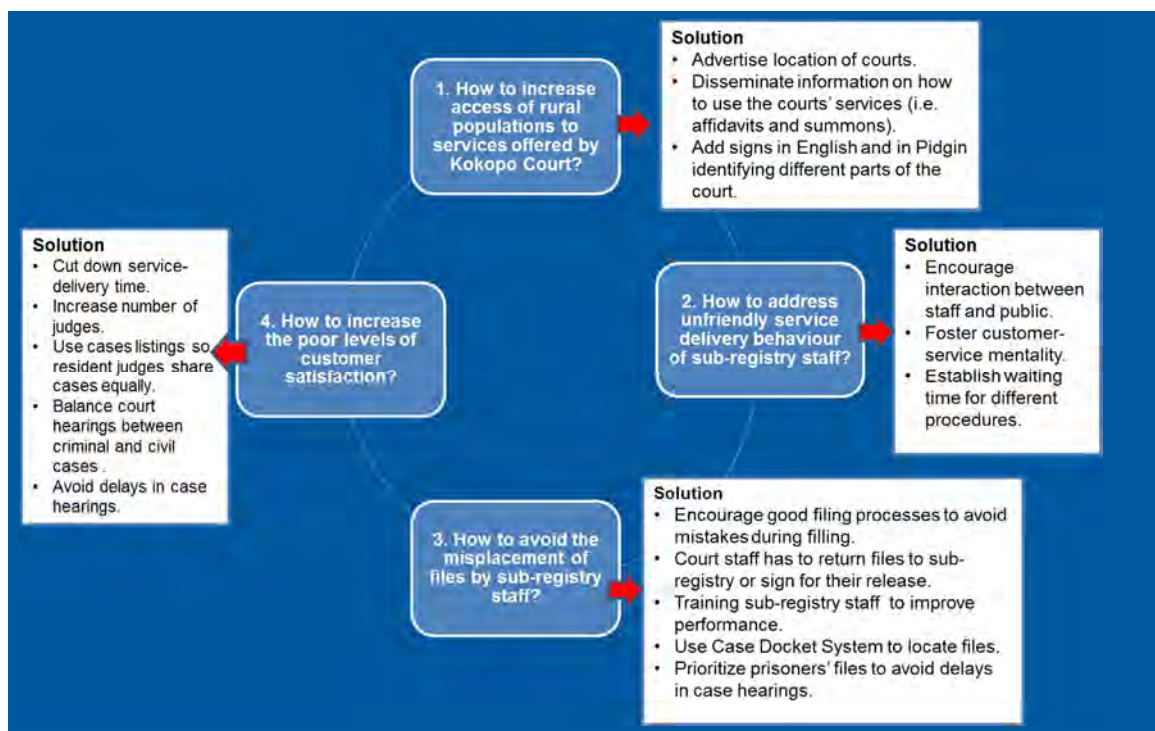 1. How to increase
access of rural
populations to
services offered by
Kokopo Court?
Solution
• Advertise location of courts.
• Disseminate information on how
to use the courts' services (i.e.
affidavits and summons).
• Add signs in English and in Pidgin
identifying different parts of the
court.
2. How to address
unfriendly service
delivery behaviour
of sub-registry staff?
Solution
• Encourage
interaction between
staff and public.
• Foster customer-
service mentality.
• Establish waiting
time for different
procedures.
3. How to avoid the
misplacement of
files by sub-registry
staff?
Solution
• Encourage good filing processes to avoid
mistakes during filling.
• Court staff has to return files to sub-
registry or sign for their release.
• Training sub-registry staff to improve
performance.
• Use Case Docket System to locate files.
• Prioritize prisoners' files to avoid delays
in case hearings.
4. How to increase
the poor levels of
customer
satisfaction?
Solution
• Cut down service-
delivery time.
• Increase number of
judges.
• Use cases listings so
resident judges share
cases equally.
• Balance court
hearings between
criminal and civil
cases .
• Avoid delays in case
hearings.